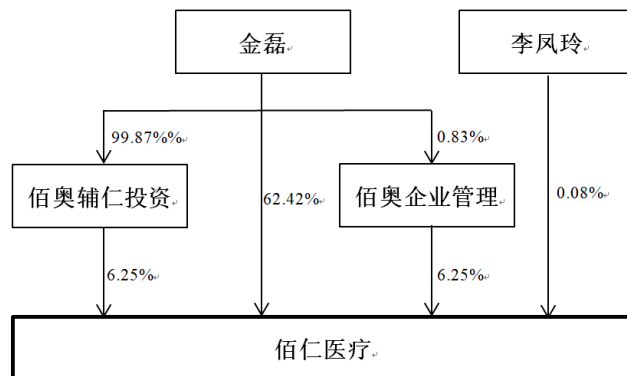 金磊
李凤玲
99.87%%
0.83%
佰奥辅仁投资
62.42%
佰奥企业管理
0.08%
6.25%
6.25%
佰仁医疗